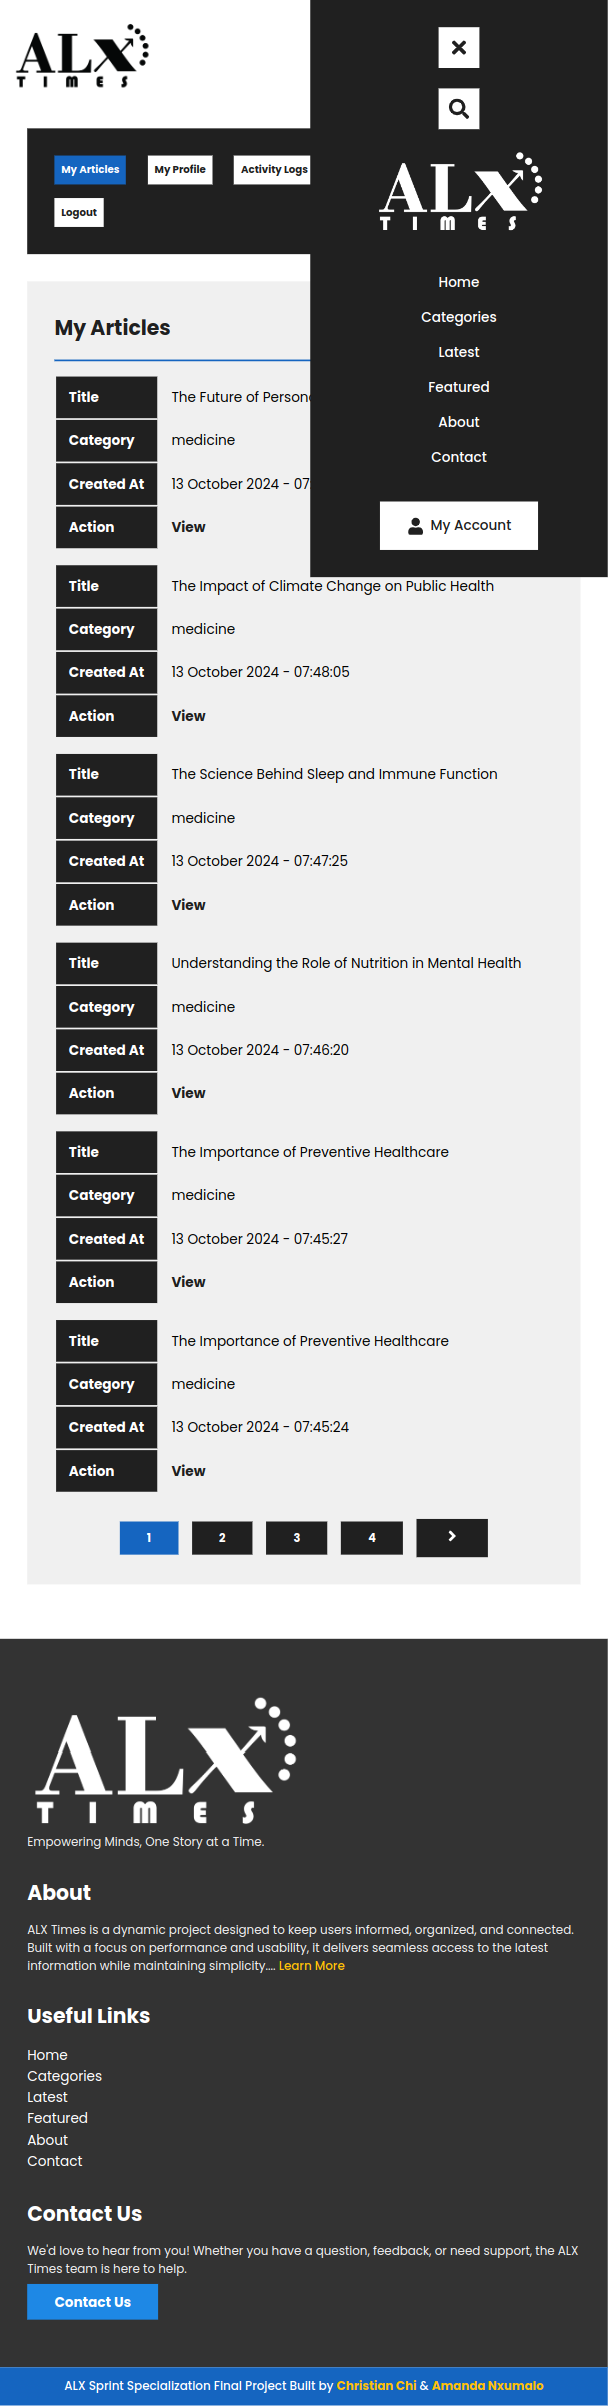 ALX
TIMES
My Articles
My Profile
Activity Logs
Logout
ALX
TIMES
Home
Categories
Latest
Featured
About
Contact
My Account
My Articles
Title The Future of
Category medicine
Created At 13 October 2024 - 07
Action View
Title The Impact of Climate Change on Public Health
Category medicine
Created At 13 October 2024 - 07:48:05
Action View
Title The Science Behind Sleep and Immune Function
Category medicine
Created At 13 October 2024 - 07:47:25
Action View
Title Understanding the Role of Nutrition in Mental Health
Category medicine
Created At 13 October 2024 - 07:46:20
Action View
Title The Importance of Preventive Healthcare
Category medicine
Created At 13 October 2024 - 07:45:27
Action View
Title The Importance of Preventive Healthcare
Category medicine
Created At 13 October 2024 - 07:45:24
Action View
1 2 3 4
ALX
TIMES
Empowering Minds, One Story at a Time.
About
ALX Times is a dynamic project designed to keep users informed, organized, and connected.
Built with a focus on performance and usability, it delivers seamless access to the latest
information while maintaining simplicity.... Learn More
Useful Links
Home
Categories
Latest
Featured
About
Contact
Contact Us
We'd love to hear from you! Whether you have a question, feedback, or need support, the ALX
Times team is here to help.
Contact Us
ALX Sprint Specialization Final Project Built by Christian Chi & Amanda Nxumalo